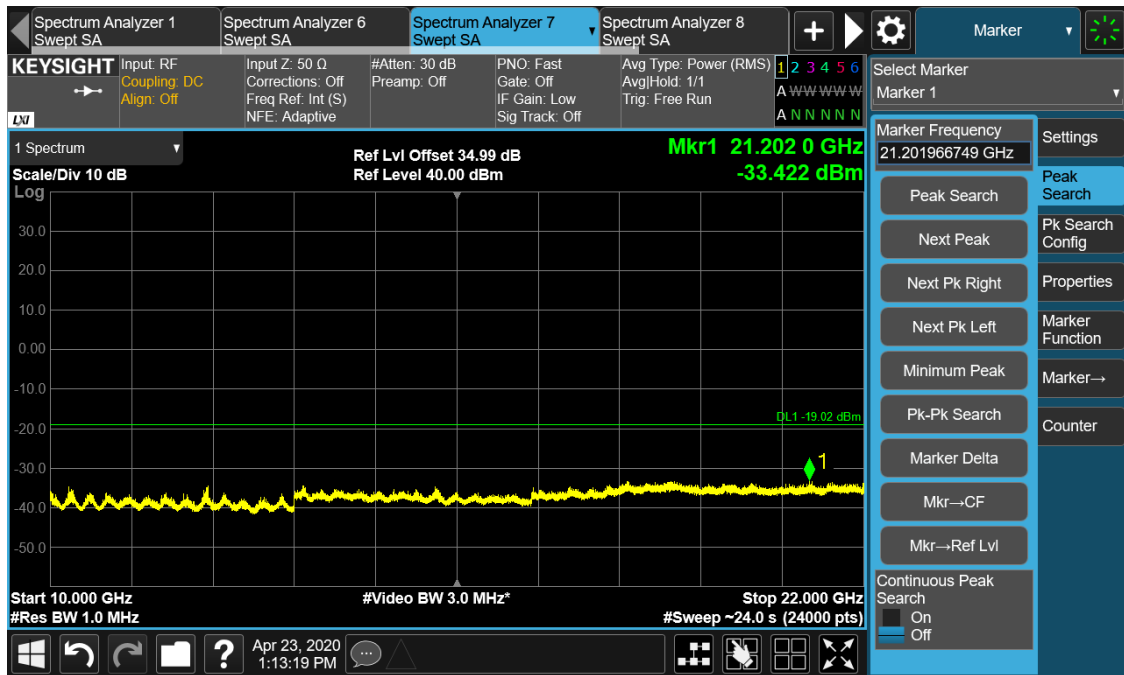 Spectrum Analyzer 1
Swept SA
Spectrum Analyzer 6
Swept SA
Spectrum Analyzer 7
Swept SA
Spectrum Analyzer 8
Swept SA
Marker
KEYSIGHT
LXI
Input: RF
Coupling: DC
Align: Off
Input Z: 50 Ω
Corrections: Off
Freq Ref: Int (S)
NFE: Adaptive
#Atten: 30 dB
Preamp: Off
PNO: Fast
Gate: Off
IF Gain: Low
Sig Track: Off
Avg Type: Power (RMS)
Avg|Hold: 1/1
Trig: Free Run
1 2 3 4 5 6
A W W W W W
A N N N N N
Select Marker
Marker 1
1 Spectrum
Scale/Div 10 dB
Log
Ref Lvl Offset 34.99 dB
Ref Level 40.00 dBm
Mkr1 21.202 0 GHz
-33.422 dBm
30.0
20.0
10.0
0.00
-10.0
-20.0
-30.0
-40.0
-50.0
DL1 -19.02 dBm
1
Start 10.000 GHz
#Res BW 1.0 MHz
#Video BW 3.0 MHz*
Stop 22.000 GHz
#Sweep ~24.0 s (24000 pts)
Marker Frequency
21.201966749 GHz
Peak Search
Next Peak
Next Pk Right
Next Pk Left
Minimum Peak
Pk-Pk Search
Marker Delta
Mkr→CF
Mkr→Ref Lvl
Continuous Peak
Search
On
Off
Settings
Peak
Search
Pk Search
Config
Properties
Marker
Function
Marker→
Counter
?
Apr 23, 2020
1:13:19 PM